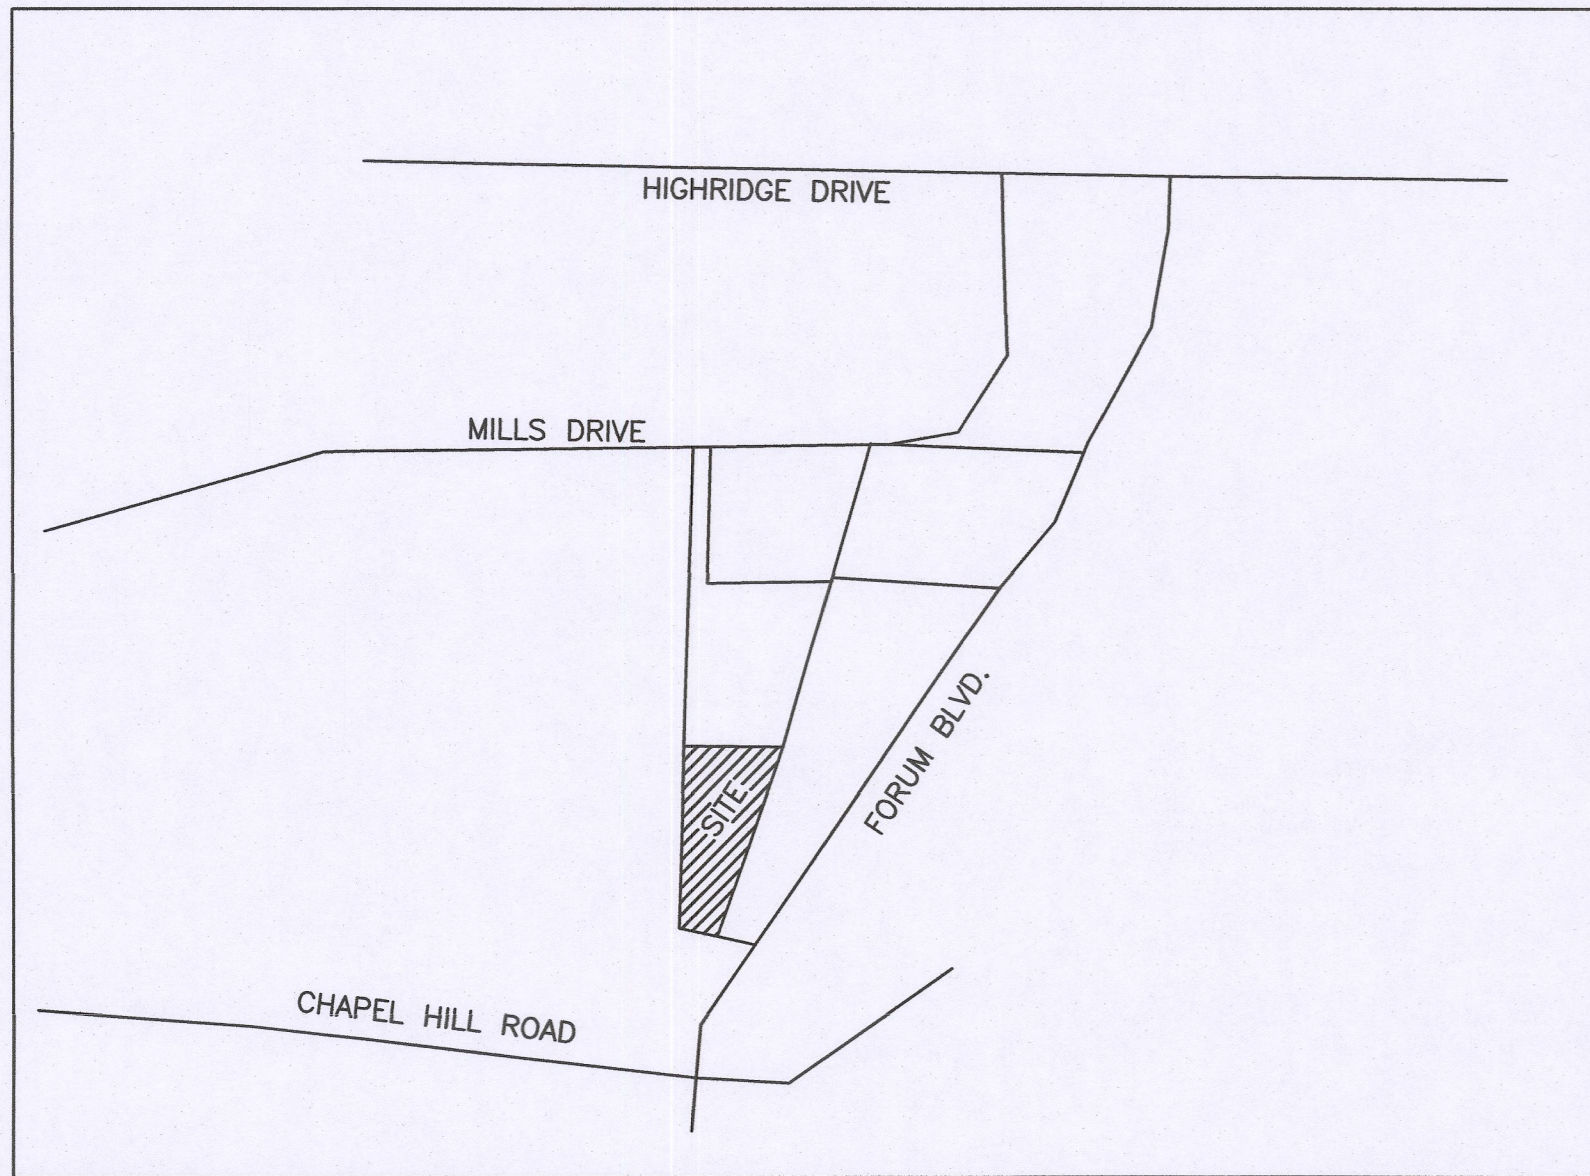 HIGHRIDGE DRIVE
MILLS DRIVE
FORUM BLVD.
SITE
CHAPEL HILL ROAD